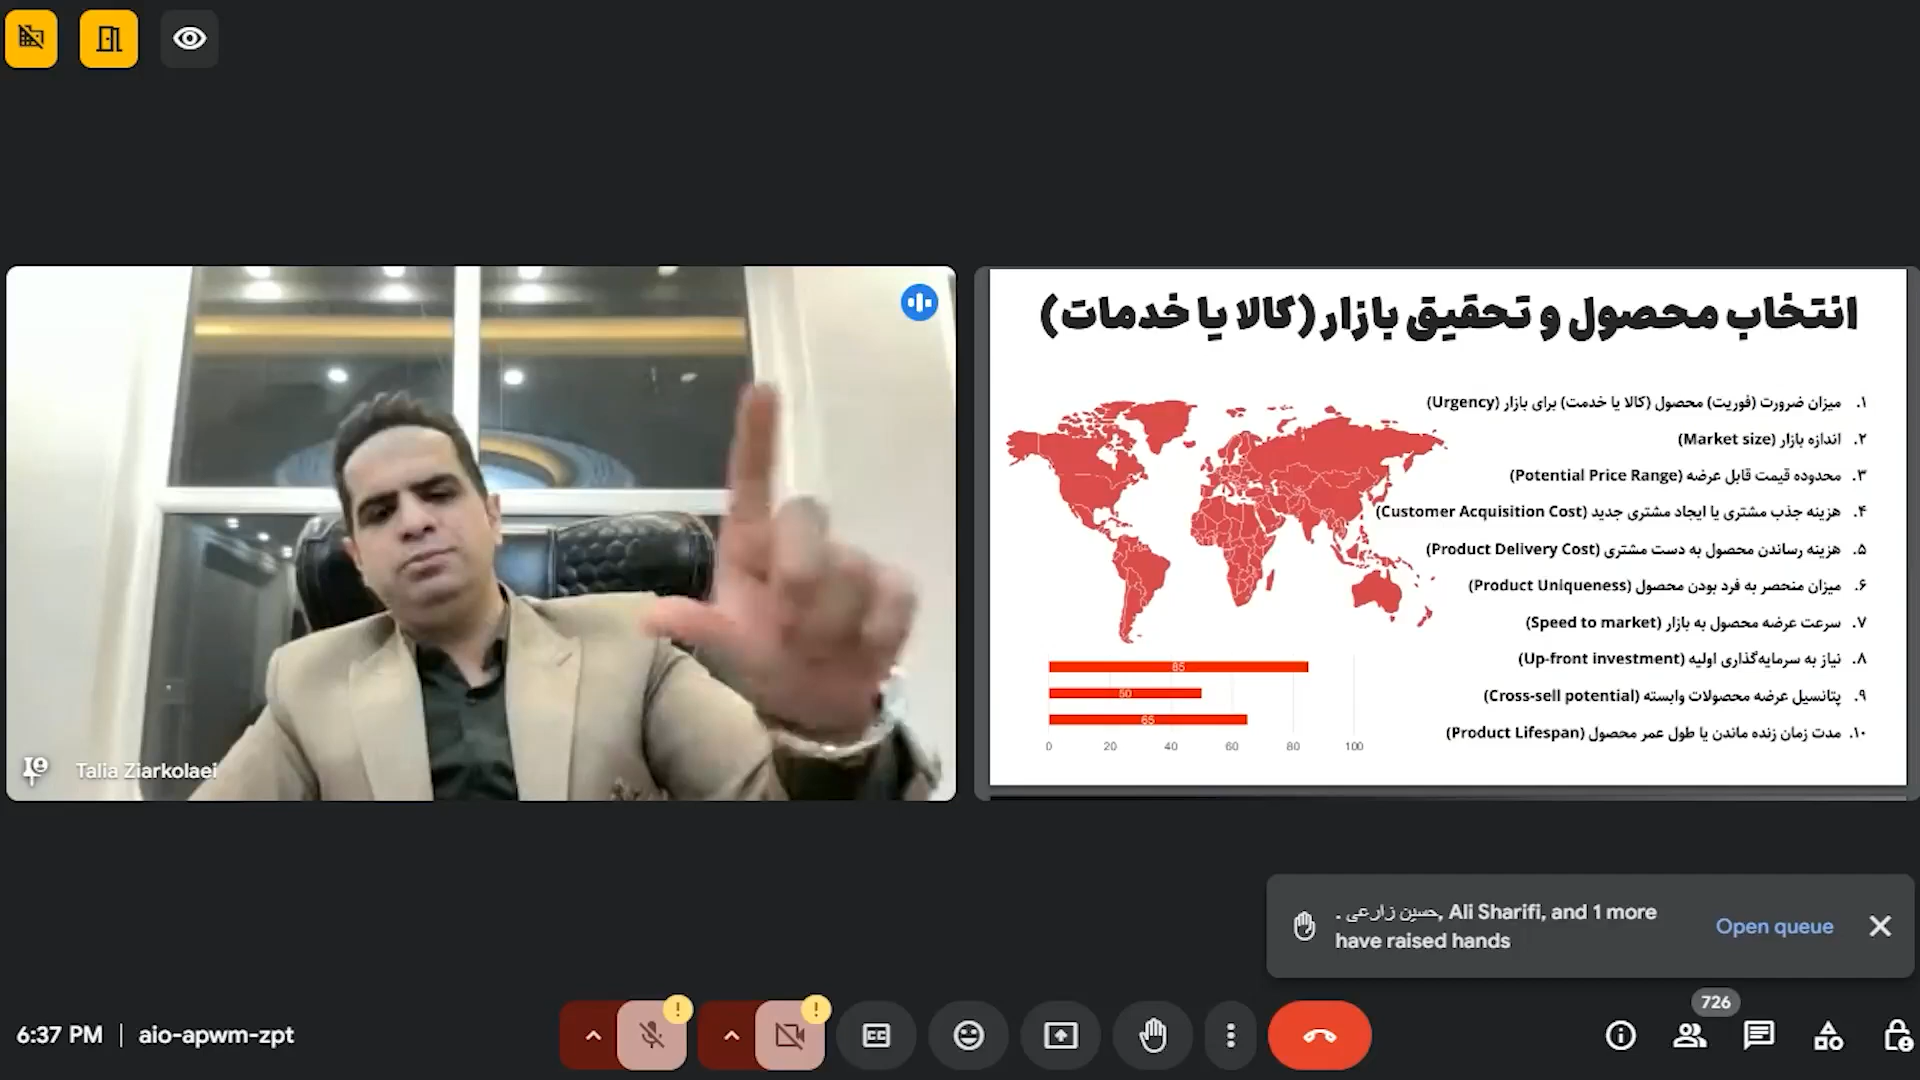 Talia Ziarkolaei
انتخاب محصول و تحقیق بازار (کالا یا خدمات)
۱. میزان ضرورت (فوریت) محصول (کالا یا خدمت) برای بازار (Urgency)
۲. اندازه بازار (Market size)
۳. محدوده قیمت قابل عرضه (Potential Price Range)
۴. هزینه جذب مشتری یا ایجاد مشتری جدید (Customer Acquisition Cost)
۵. هزینه رساندن محصول به دست مشتری (Product Delivery Cost)
۶. میزان منحصر به فرد بودن محصول (Product Uniqueness)
۷. سرعت عرضه محصول به بازار (Speed to market)
۸. نیاز به سرمایه‌گذاری اولیه (Up-front investment)
۹. پتانسیل عرضه محصولات وابسته (Cross-sell potential)
۱۰. مدت زمان زنده ماندن یا طول عمر محصول (Product Lifespan)
85
50
65
0 20 40 60 80 100
. حسین زارعی, Ali Sharifi, and 1 more
have raised hands
Open queue
6:37 PM | aio-apwm-zpt
CC
726